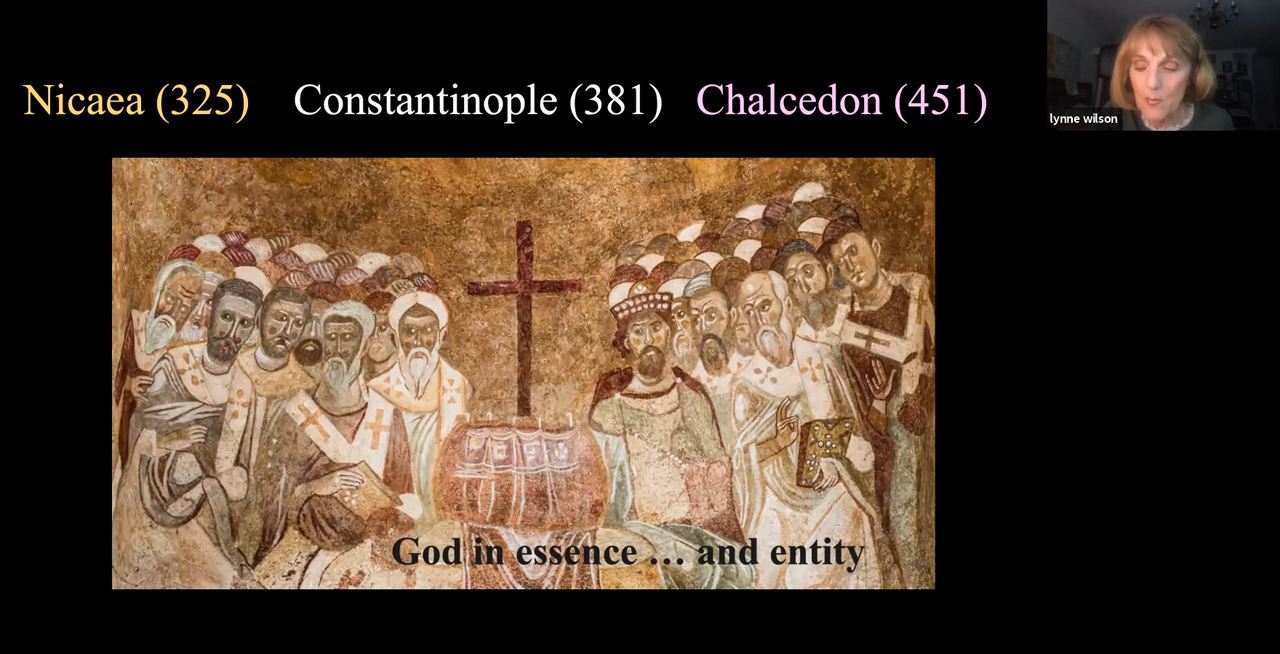 Nicaea (325) Constantinople (381) Chalcedon (451)
lynne wilson
God in essence ... and entity